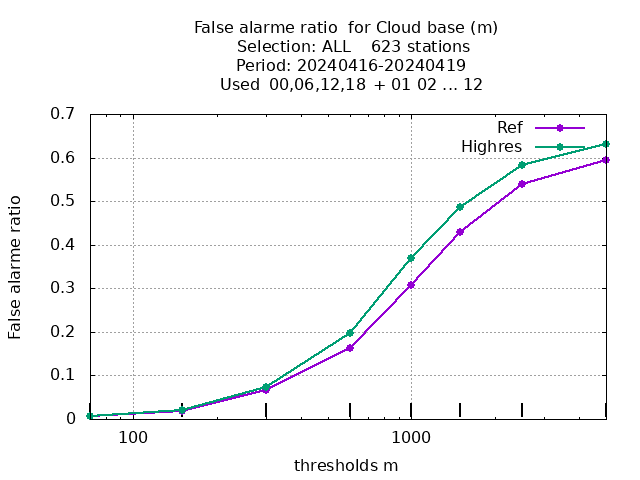 False alarme ratio  for Cloud base (m)
Selection: ALL    623 stations
Period: 20240416-20240419
Used  00,06,12,18  + 01 02 ... 12
Ref
Highres
0.7
0.6
0.5
0.4
0.3
0.2
0.1
0
False alarme ratio
100
1000
thresholds m